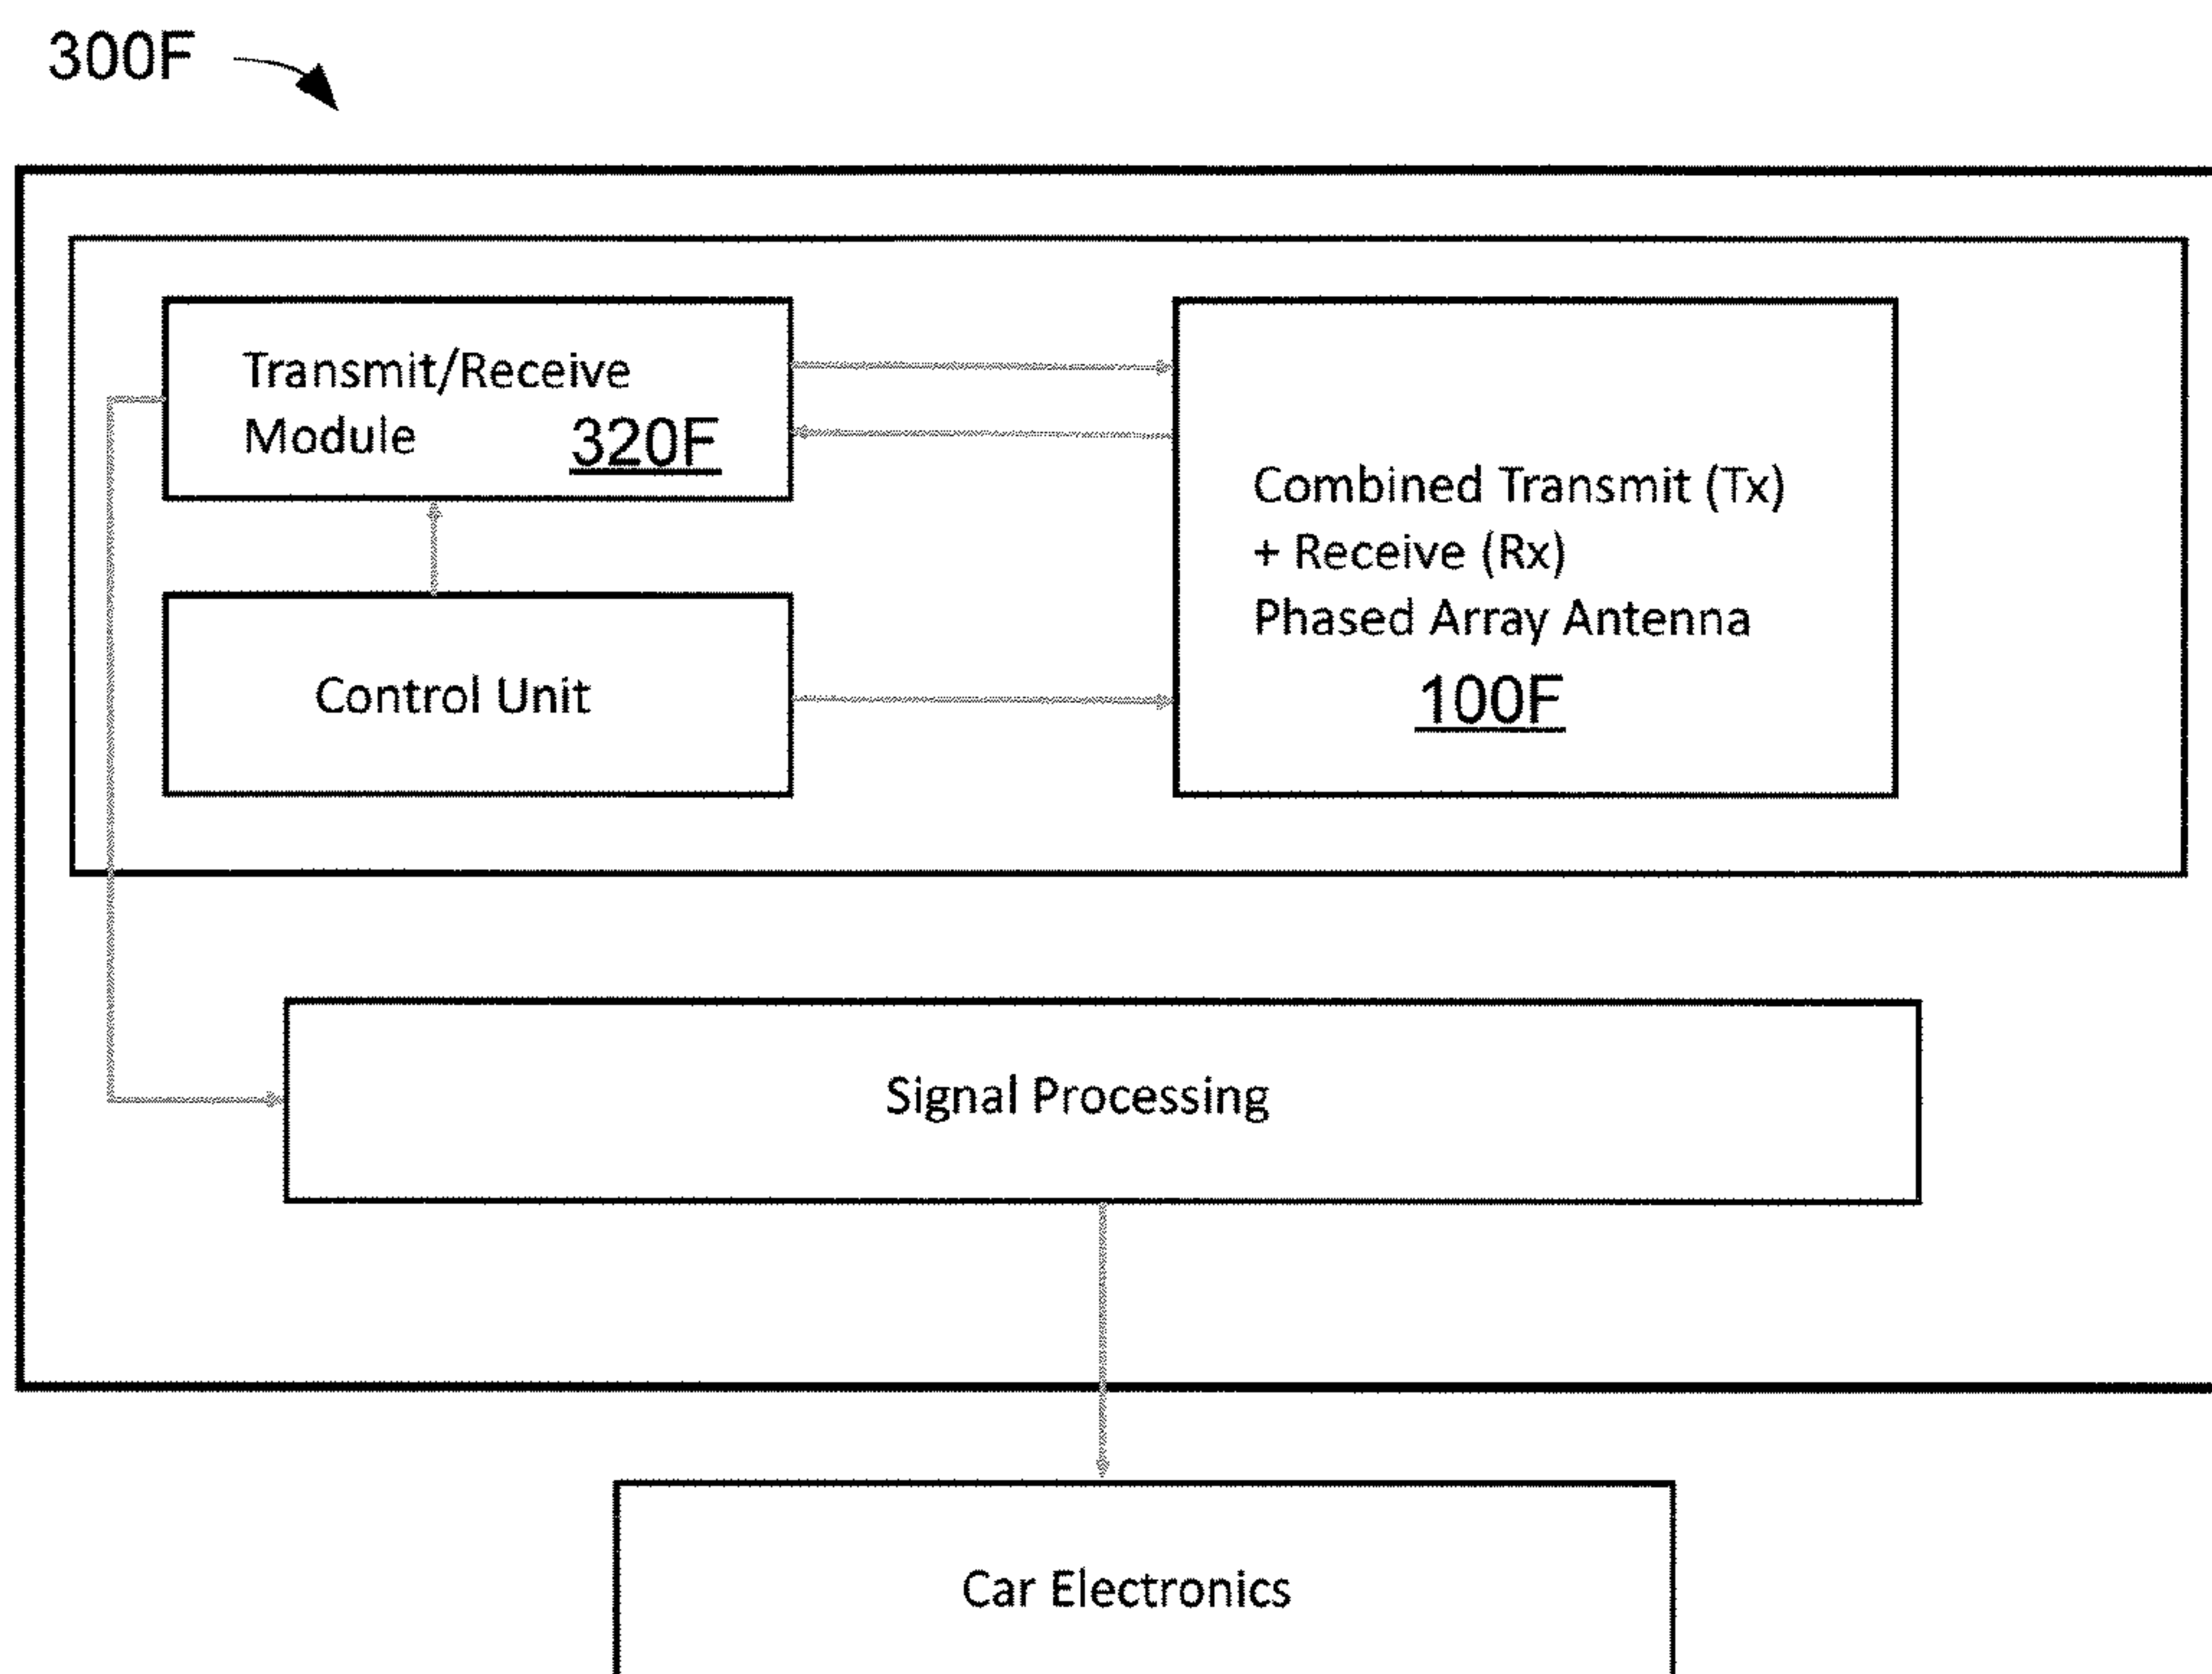 300F
Transmit/Receive
Module 320F
Combined Transmit (Tx)
+ Receive (Rx)
Phased Array Antenna
100F
Control Unit
Signal Processing
Car Electronics